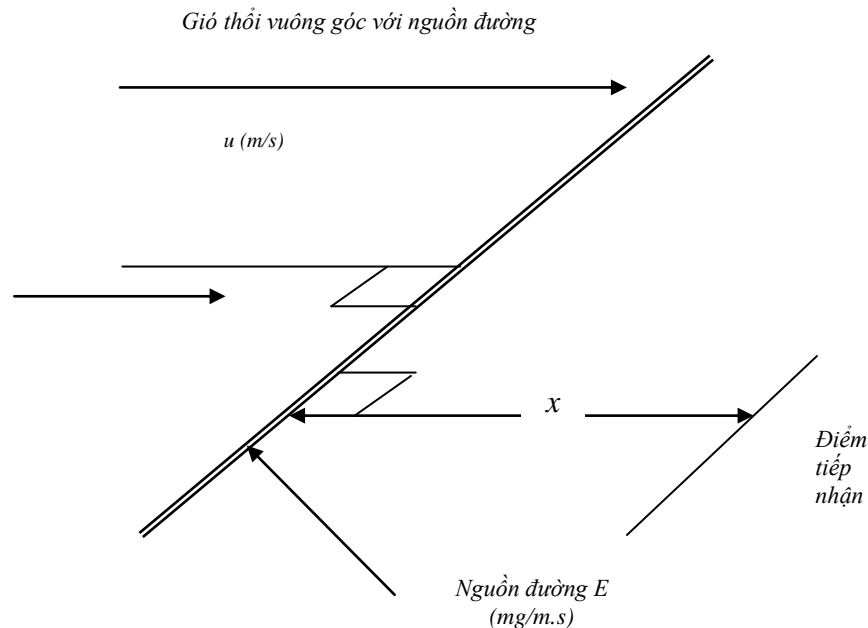 Gió thổi vuông góc với nguồn đường
u (m/s)
x
Điểm
tiếp
nhận
Nguồn đường E
(mg/m.s)